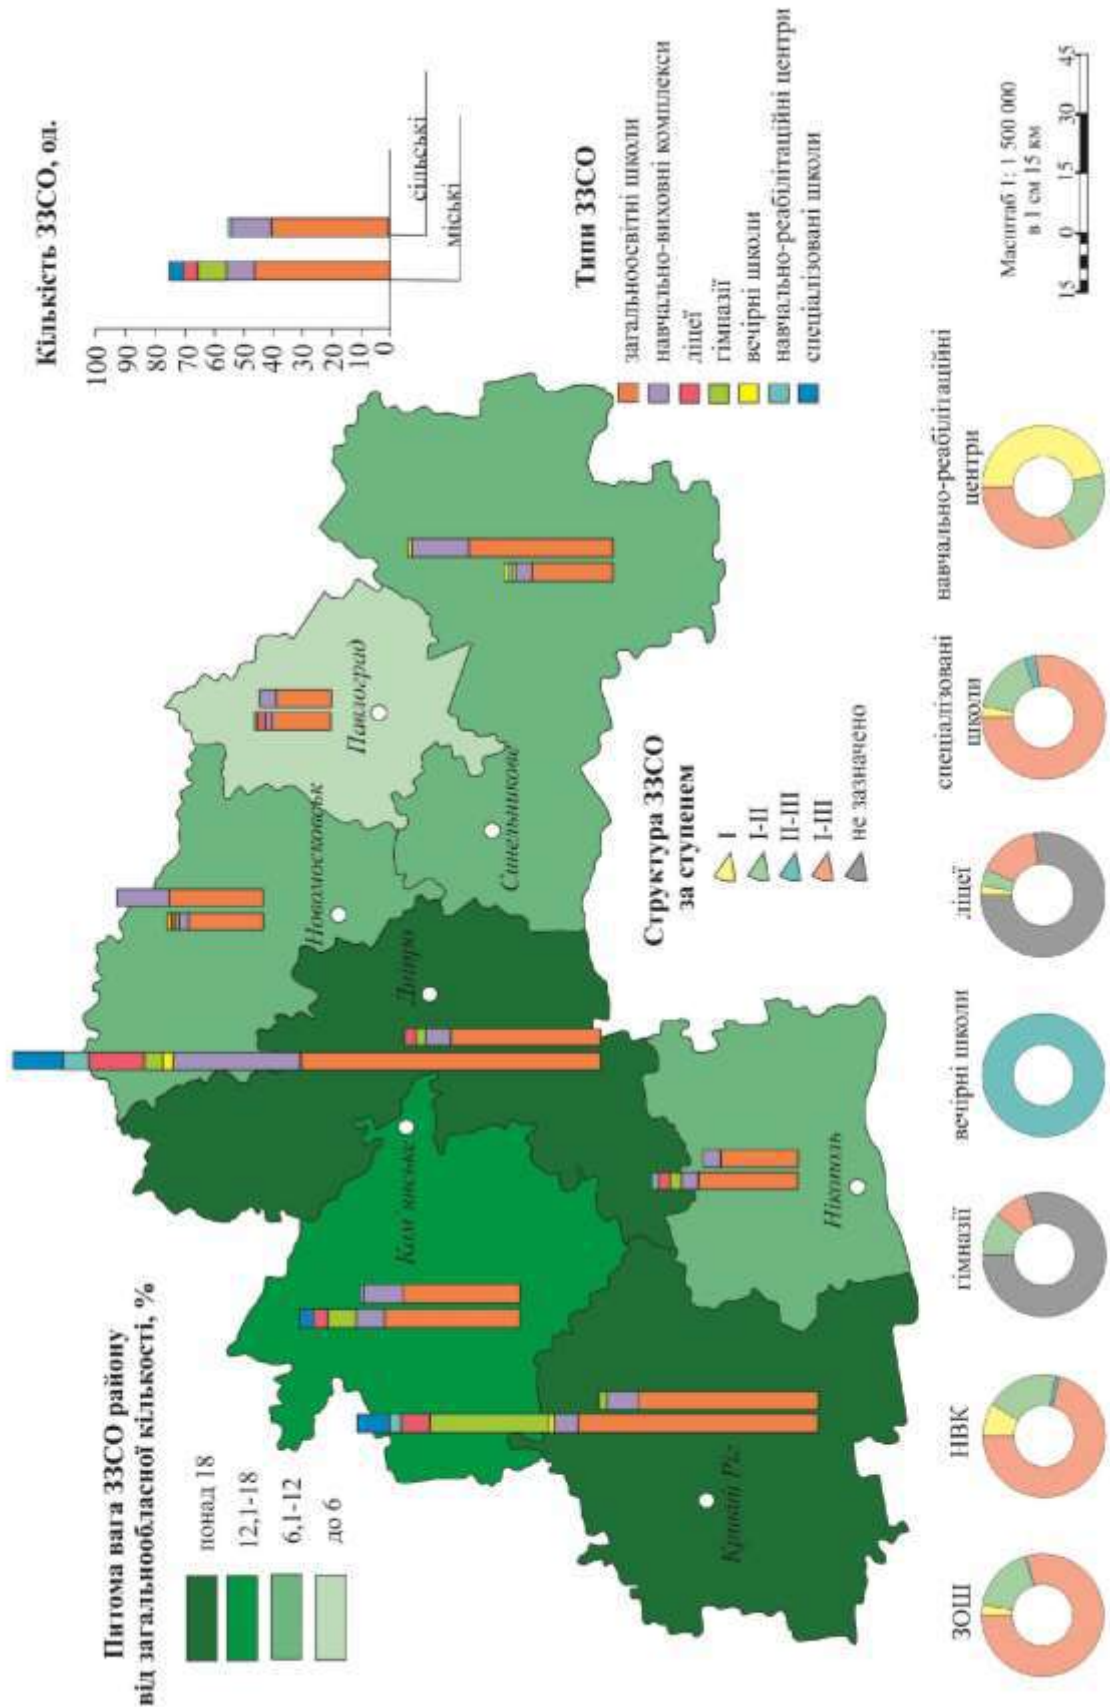 Питома вага ЗЗСО району
від загальнообласної кількості, %
понад 18
12,1-18
6,1-12
до 6
Кількість ЗЗСО, од.
100
90
80
70
60
50
40
30
20
10
0
сільські
міські
Типи ЗЗСО
загальноосвітні школи
навчально-виховні комплекси
ліцеї
гімназії
вечірні школи
навчально-реабілітаційні центри
спеціалізовані школи
Кам'янське
Дніпро
Новомосковськ
Павлоград
Синельникове
Кривий Ріг
Нікополь
Структура ЗЗСО
за ступенем
I
I-II
II-III
I-III
не зазначено
ЗОШ
НВК
гімназії
вечірні школи
ліцеї
спеціалізовані
школи
навчально-реабілітаційні
центри
Масштаб 1: 1 500 000
в 1 см 15 км
15 0 15 30 45